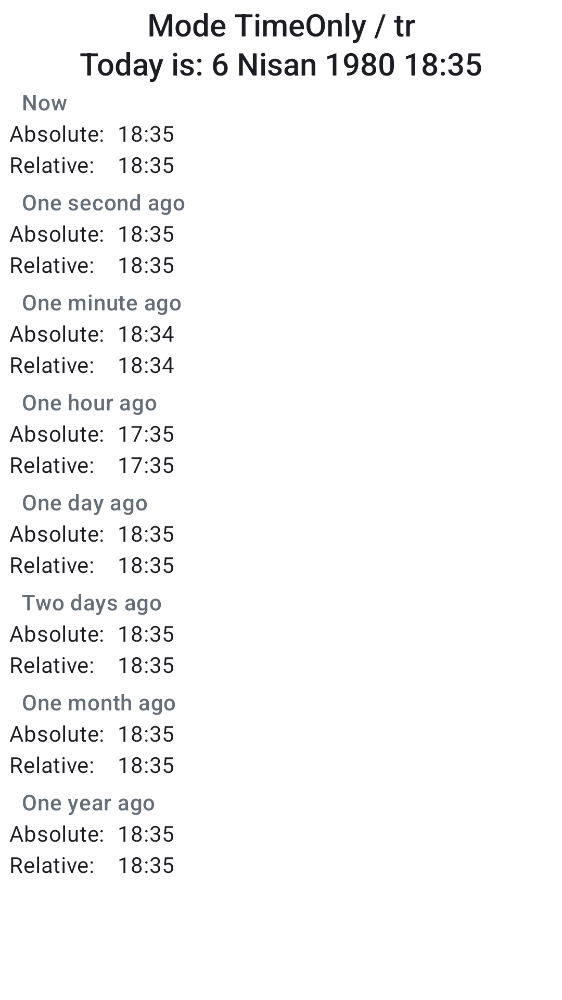 Mode TimeOnly / tr
Today is: 6 Nisan 1980 18:35
Now
Absolute: 18:35
Relative: 18:35
One second ago
Absolute: 18:35
Relative: 18:35
One minute ago
Absolute: 18:34
Relative: 18:34
One hour ago
Absolute: 17:35
Relative: 17:35
One day ago
Absolute: 18:35
Relative: 18:35
Two days ago
Absolute: 18:35
Relative: 18:35
One month ago
Absolute: 18:35
Relative: 18:35
One year ago
Absolute: 18:35
Relative: 18:35